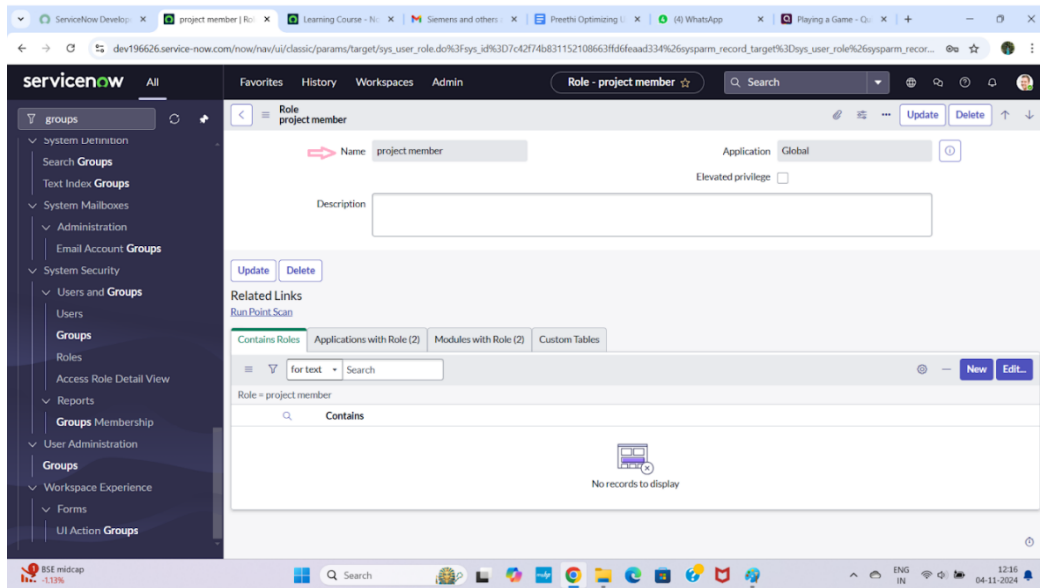 ServiceNow Develop
project member | Ro
Learning Course - N
Siemens and others
Preethi Optimizing U
(4) WhatsApp
Playing a Game - Qu
dev196626.service-now.com/now/nav/ui/classic/params/target/sys_user_role.do%3Fsys_id%3D7c42f74b831152108663ffd6feaad334%26sysparm_record_target%3Dsys_user_role%26sysparm_recor...
servicenow All Favorites History Workspaces Admin Role - project member Search
groups
System Definition
Search Groups
Text Index Groups
System Mailboxes
Administration
Email Account Groups
System Security
Users and Groups
Users
Groups
Roles
Access Role Detail View
Reports
Groups Membership
User Administration
Groups
Workspace Experience
Forms
UI Action Groups
Role
project member
Update Delete
Name project member Application Global
Elevated privilege
Description
Update Delete
Related Links
Run Point Scan
Contains Roles Applications with Role (2) Modules with Role (2) Custom Tables
for text Search New Edit...
Role = project member
Contains
No records to display
1 BSE midcap
-1.13%
Search
ENG
IN
12:16
04-11-2024